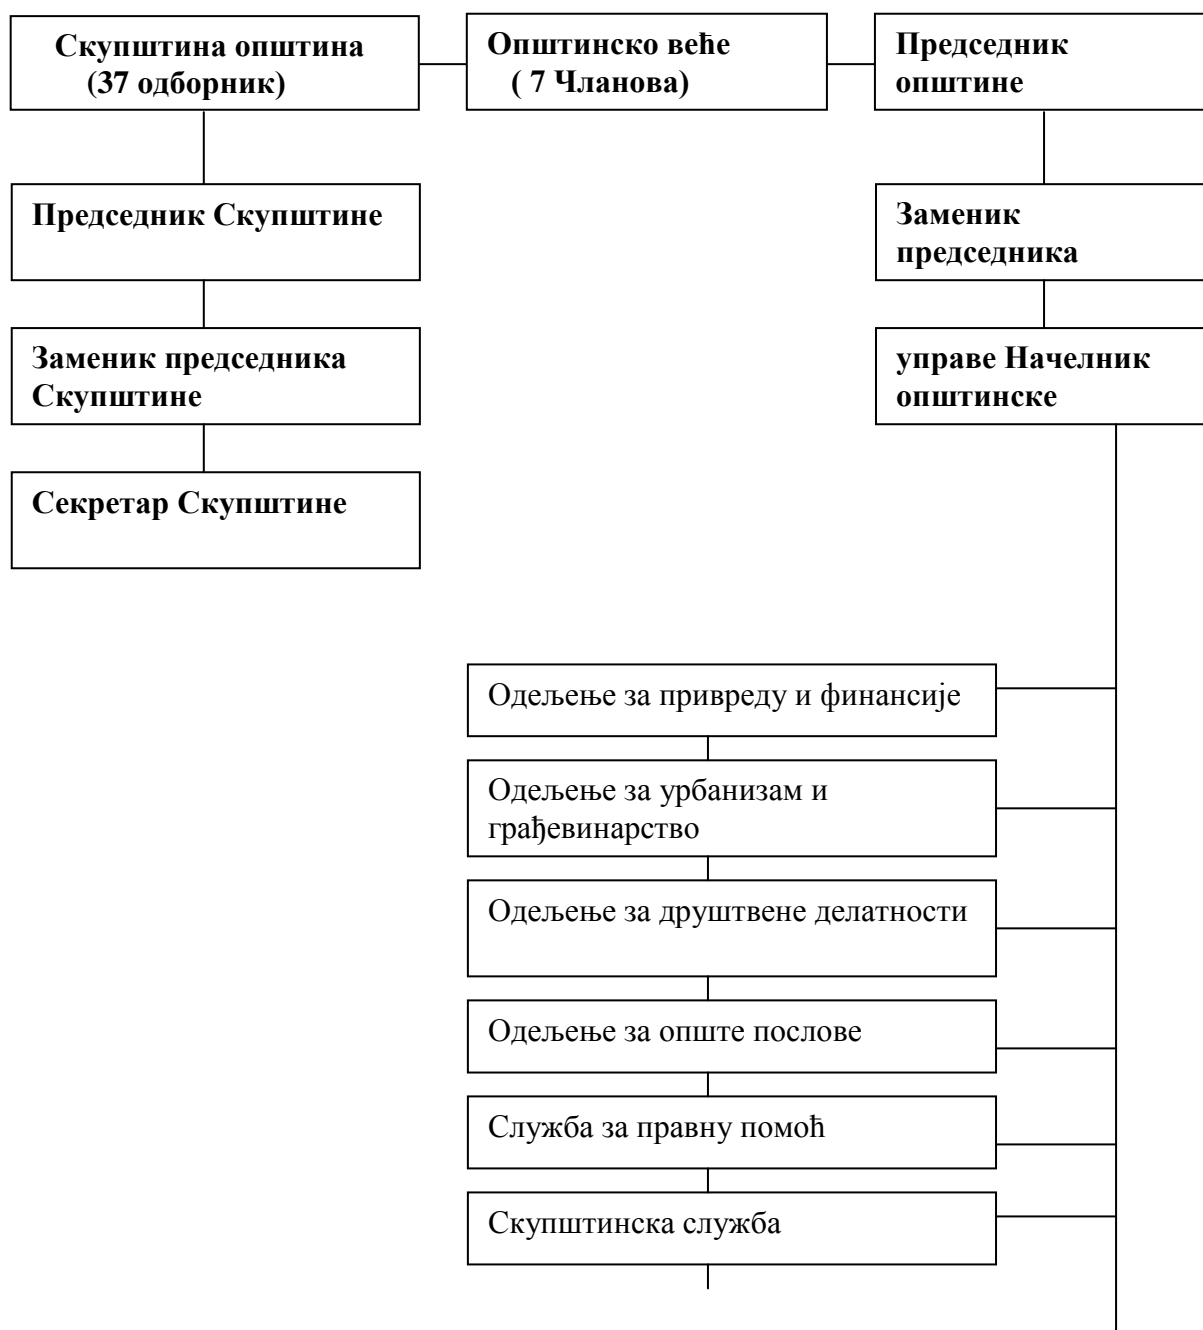 Скупштина општина
(37 одборник)
Општинско веће
( 7 Чланова)
Председник
општине
Председник Скупштине
Заменик
председника
Заменик председника
Скупштине
управе Начелник
општинске
Секретар Скупштине
Одељење за привреду и финансије
Одељење за урбанизам и
грађевинарство
Одељење за друштвене делатности
Одељење за опште послове
Служба за правну помоћ
Скупштинска служба